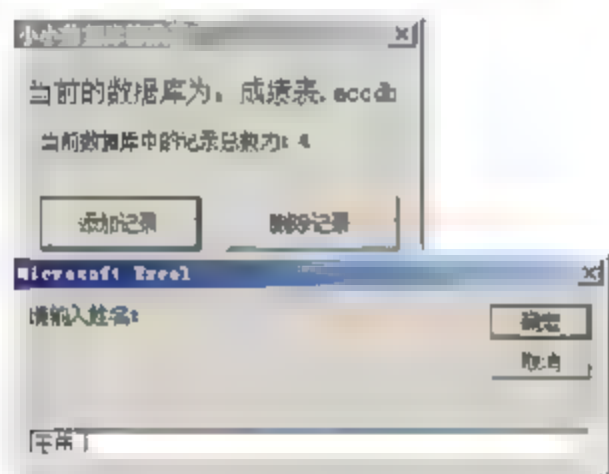 当前的数据库为:成绩表.accdb
当前数据库中的记录总数为:4
添加记录
删除记录
Microsoft Excel
请输入姓名:
确定
取消